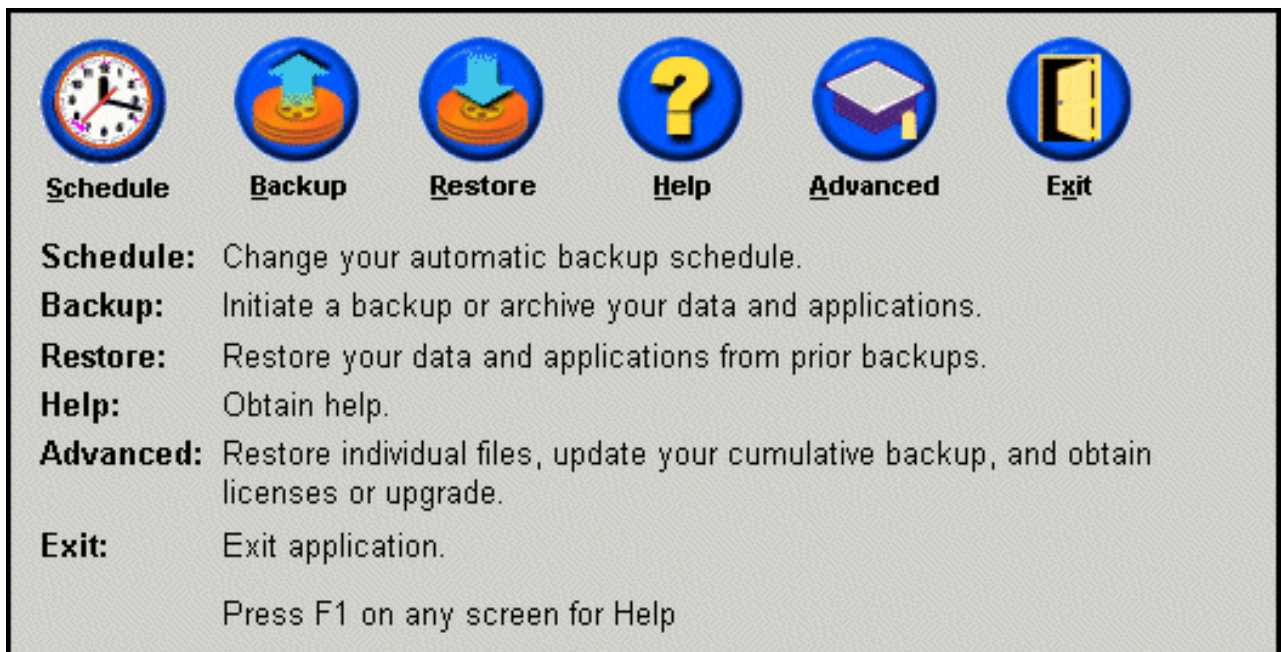 Schedule Backup Restore Help Advanced Exit
Schedule: Change your automatic backup schedule.
Backup: Initiate a backup or archive your data and applications.
Restore: Restore your data and applications from prior backups.
Help: Obtain help.
Advanced: Restore individual files, update your cumulative backup, and obtain
licenses or upgrade.
Exit: Exit application.
Press F1 on any screen for Help